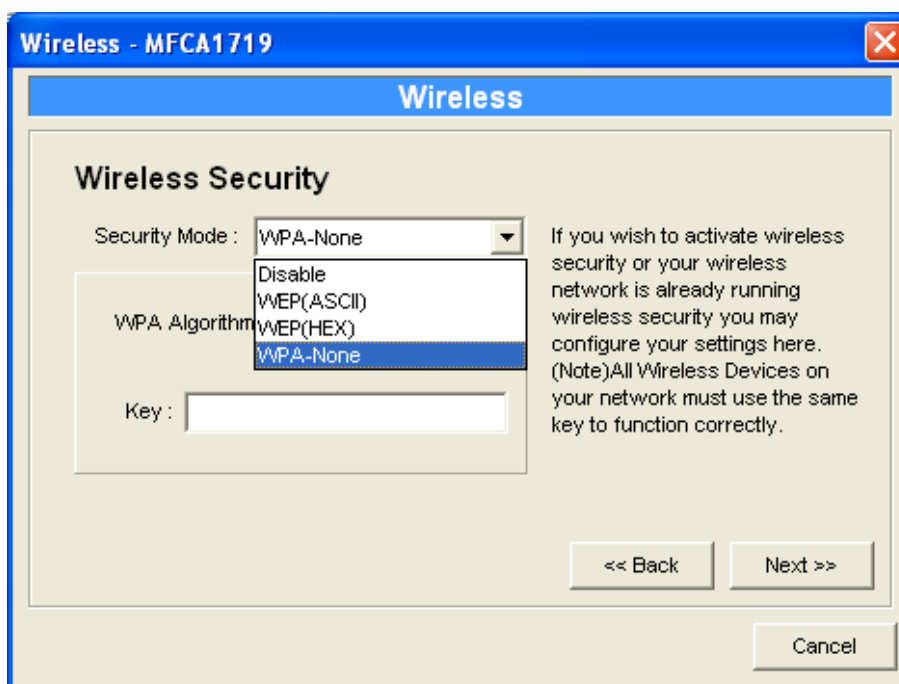 Wireless - MFCA1719
Wireless
Wireless Security
Security Mode :
WPA-None
Disable
WEP(ASCII)
WEP(HEX)
WPA-None
WPA Algorithm
Key :
If you wish to activate wireless
security or your wireless
network is already running
wireless security you may
configure your settings here.
(Note)All Wireless Devices on
your network must use the same
key to function correctly.
<< Back
Next >>
Cancel